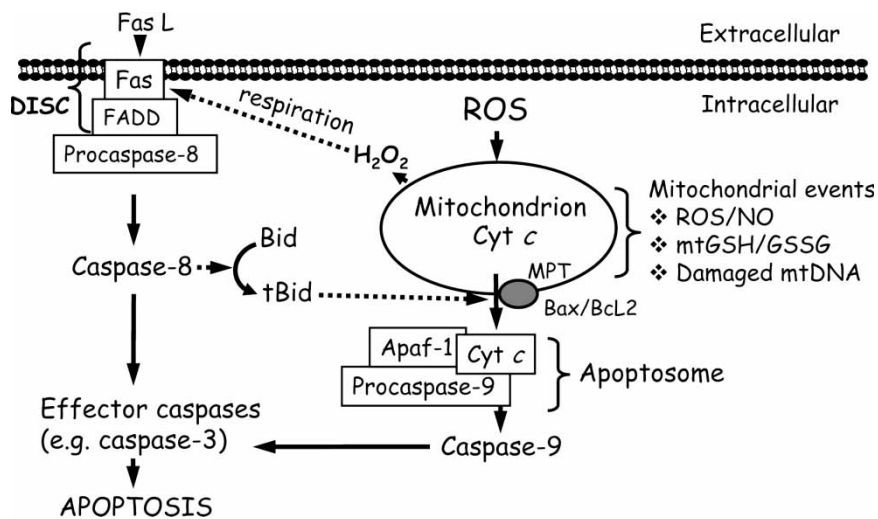 Fas L
Extracellular
Fas
DISC
respiration
Intracellular
FADD
ROS
Procaspase-8
H₂O₂
Mitochondrion
Cyt c
Mitochondrial events
❖ ROS/NO
❖ mtGSH/GSSG
❖ Damaged mtDNA
Bid
Caspase-8
tBid
MPT
Bax/BcL2
Apaf-1
Cyt c
Procaspase-9
Apoptosome
Effector caspases
(e.g. caspase-3)
Caspase-9
APOPTOSIS